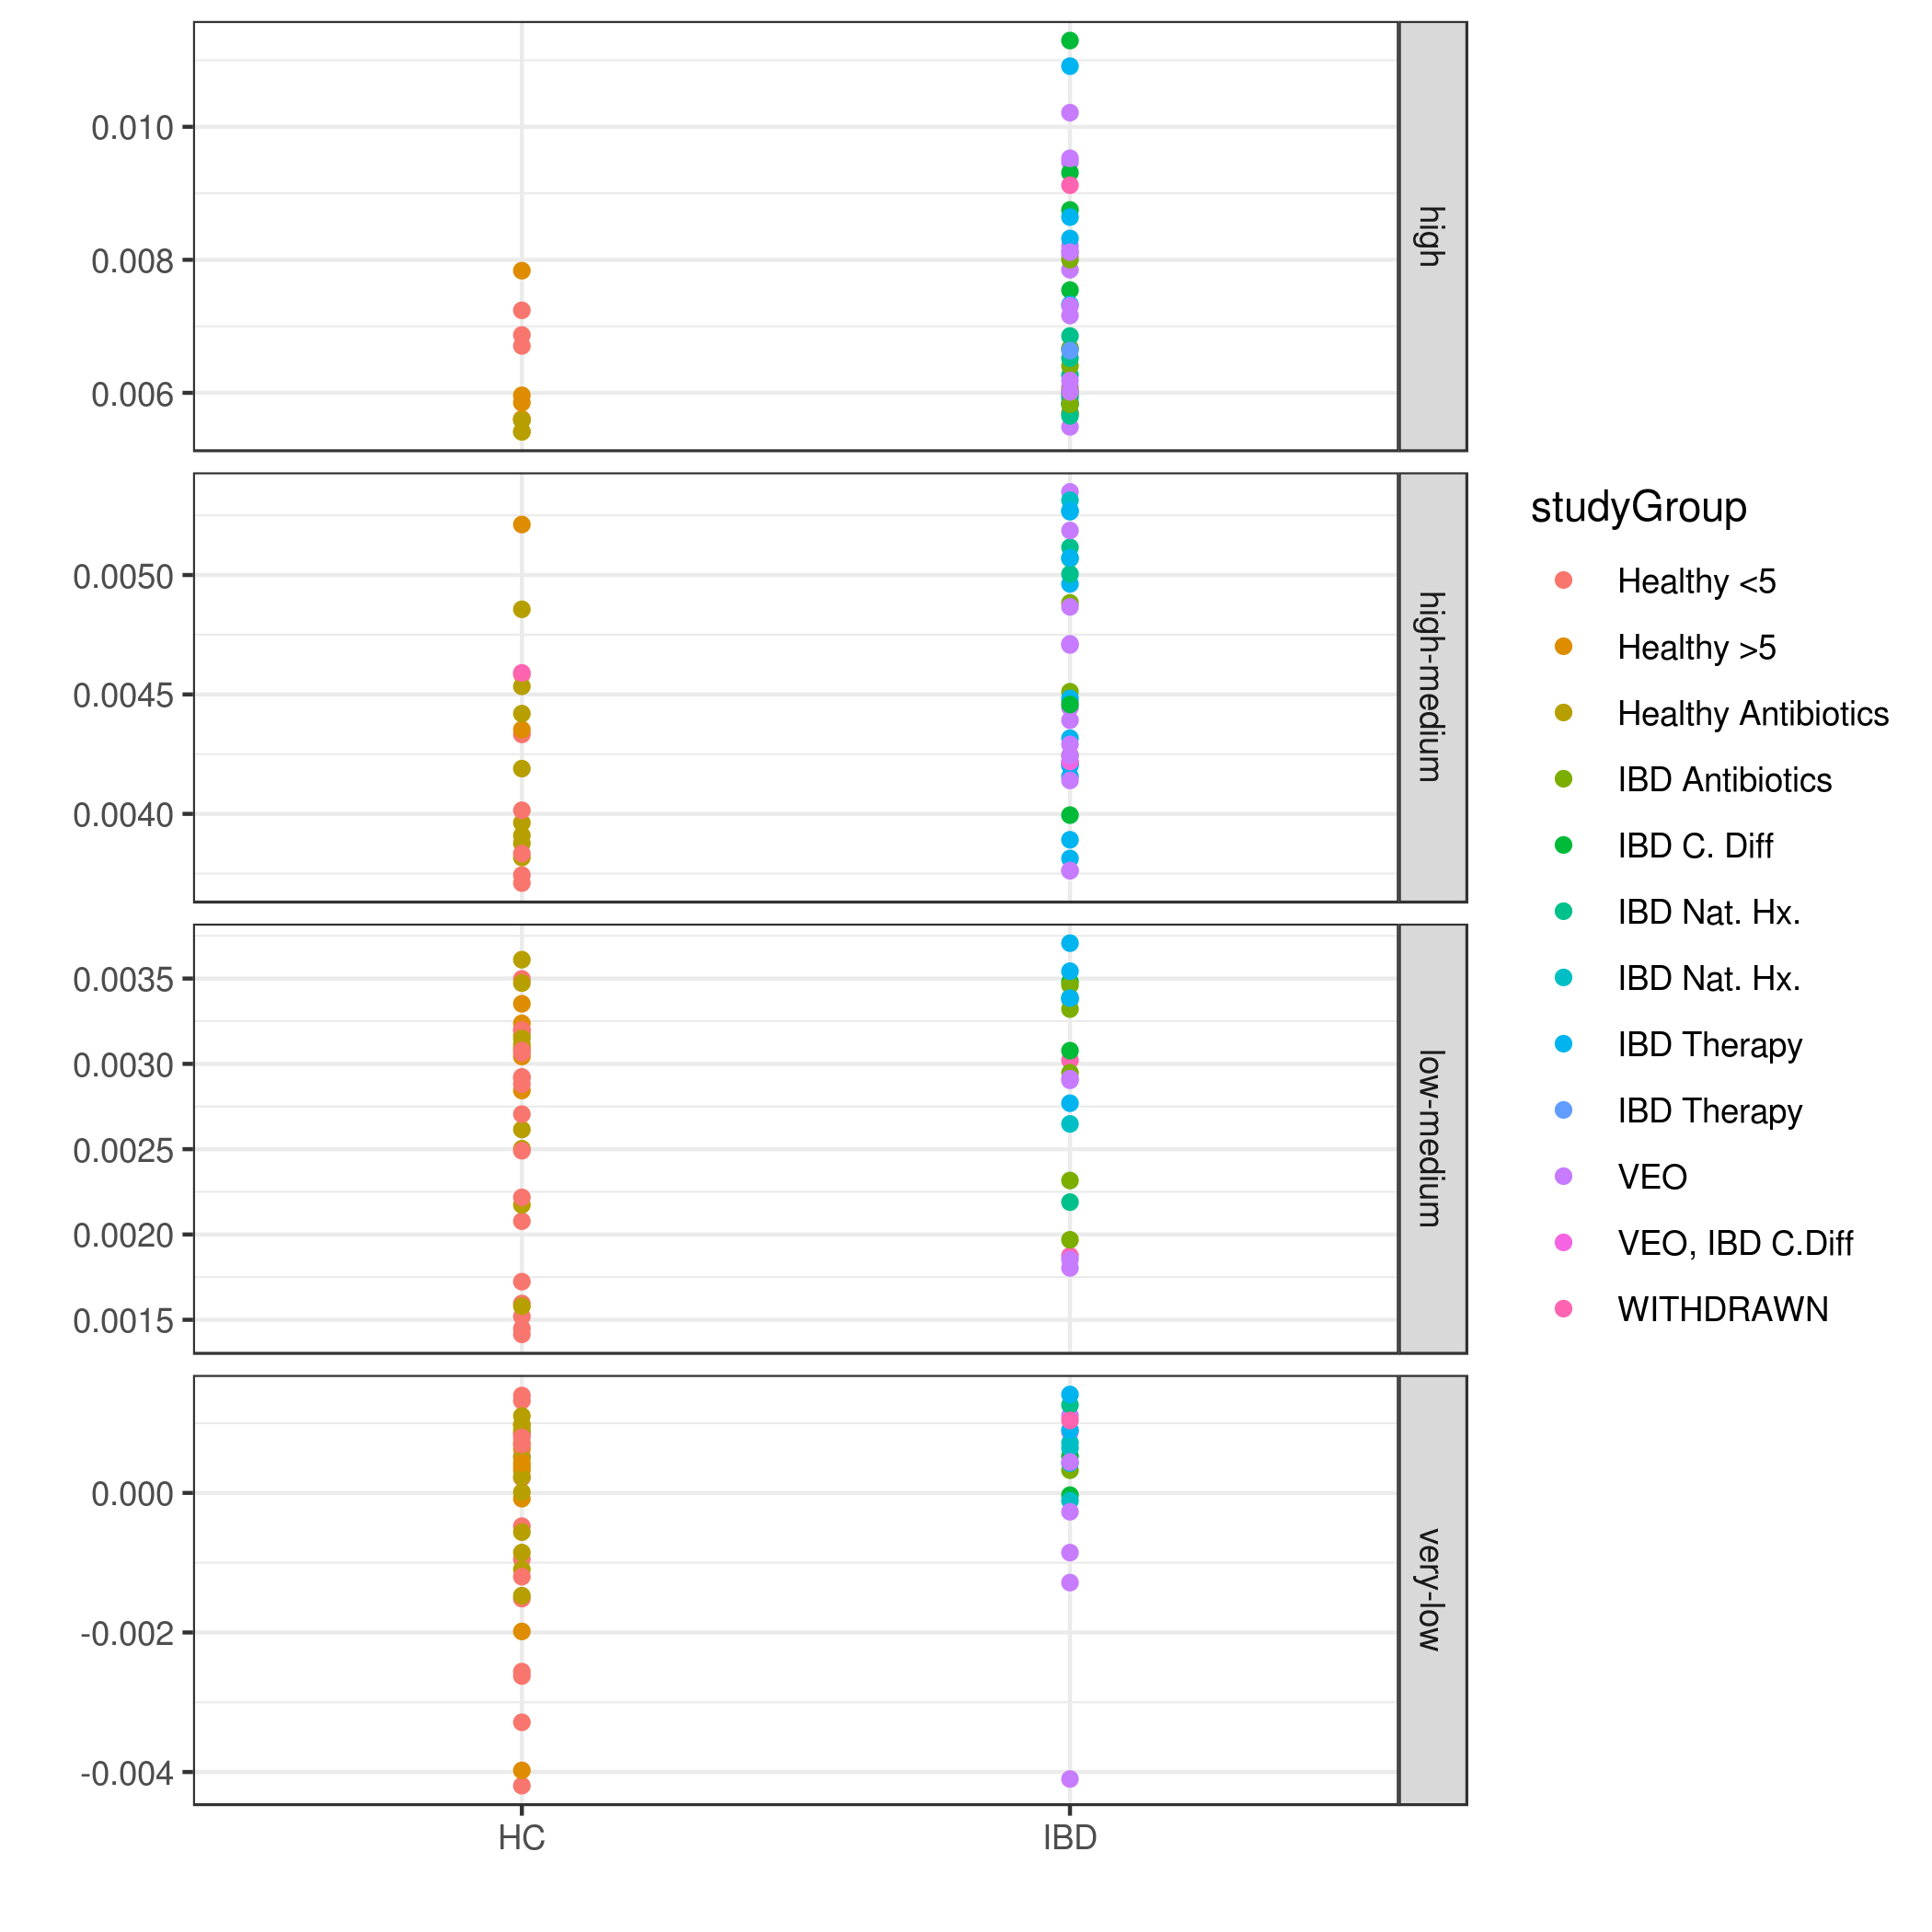 0.010
0.008
0.006
high
0.0050
0.0045
0.0040
high-medium
0.0035
0.0030
0.0025
0.0020
0.0015
low-medium
0.000
-0.002
-0.004
very-low
HC
IBD
studyGroup
Healthy <5
Healthy >5
Healthy Antibiotics
IBD Antibiotics
IBD C. Diff
IBD Nat. Hx.
IBD Nat. Hx.
IBD Therapy
IBD Therapy
VEO
VEO, IBD C.Diff
WITHDRAWN